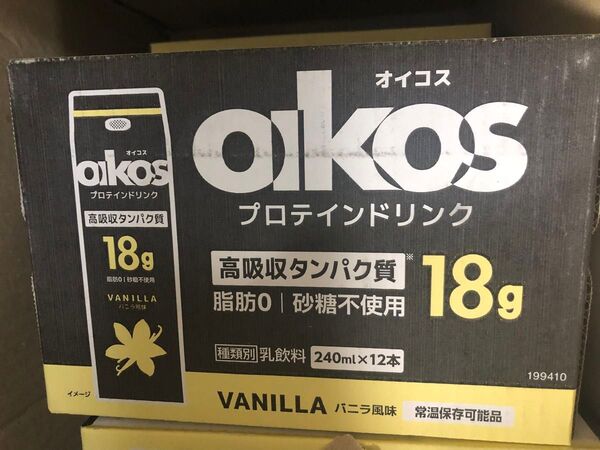 オイコス
oikos
プロテインドリンク
高吸収タンパク質※
18g
脂肪0|砂糖不使用
種類別 乳飲料 240ml×12本
199410
VANILLA バニラ風味 常温保存可能品
オイコス
oikos
プロテインドリンク
高吸収タンパク質
18g
脂肪0|砂糖不使用
VANILLA
バニラ風味
イメージ